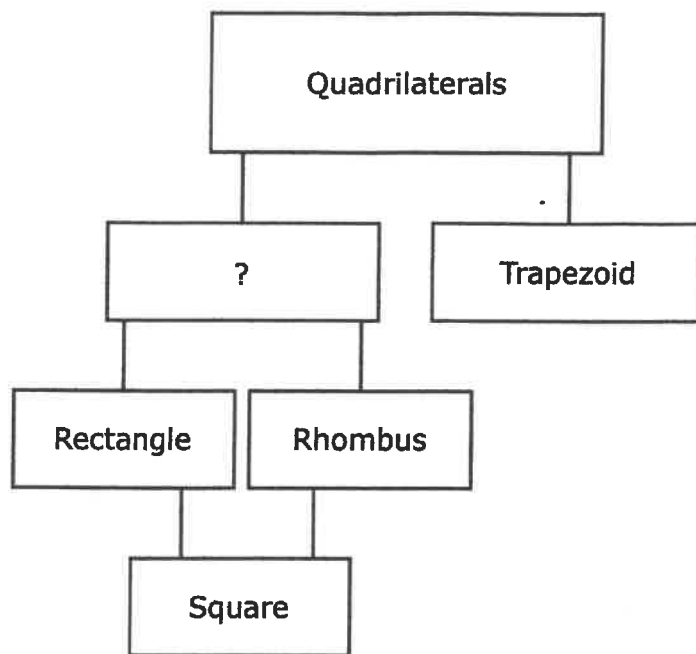 Quadrilaterals
?
Trapezoid
Rectangle
Rhombus
Square